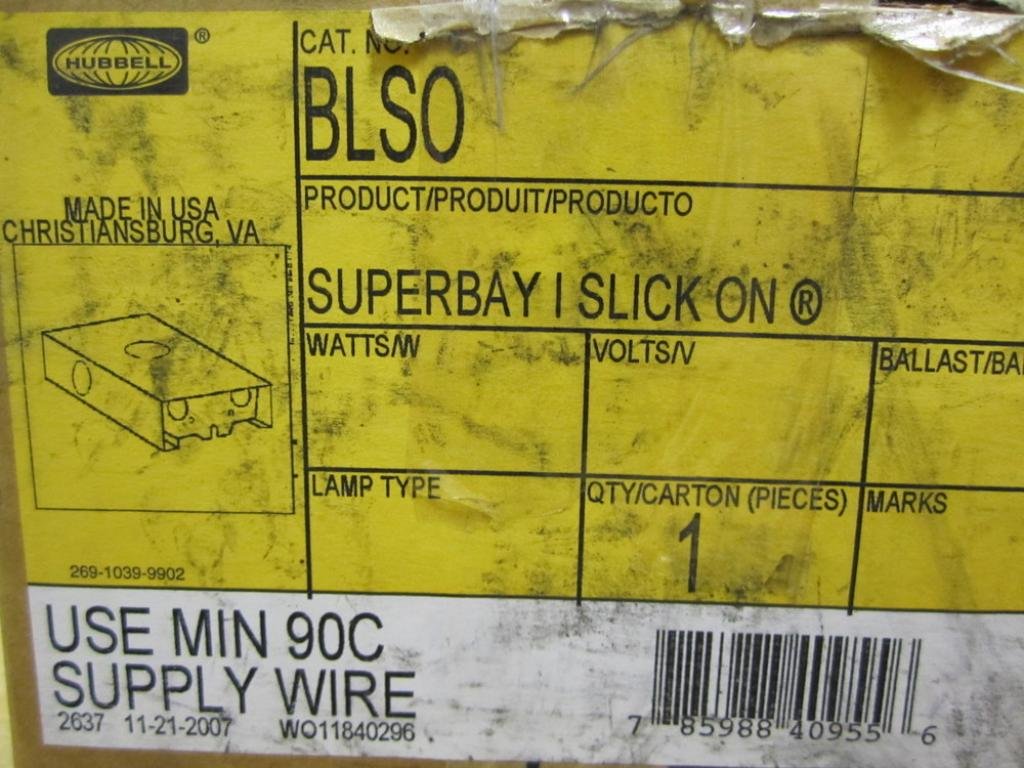 HUBBELL ®
CAT. NO.
BLSO
MADE IN USA
CHRISTIANSBURG, VA
PRODUCT/PRODUIT/PRODUCTO
SUPERBAY I SLICK ON ®
WATTS/W
VOLTS/V
BALLAST/BA
LAMP TYPE
QTY/CARTON (PIECES)
1
MARKS
269-1039-9902
USE MIN 90C
SUPPLY WIRE
2637 11-21-2007 WO11840296
7 85988 40955 6